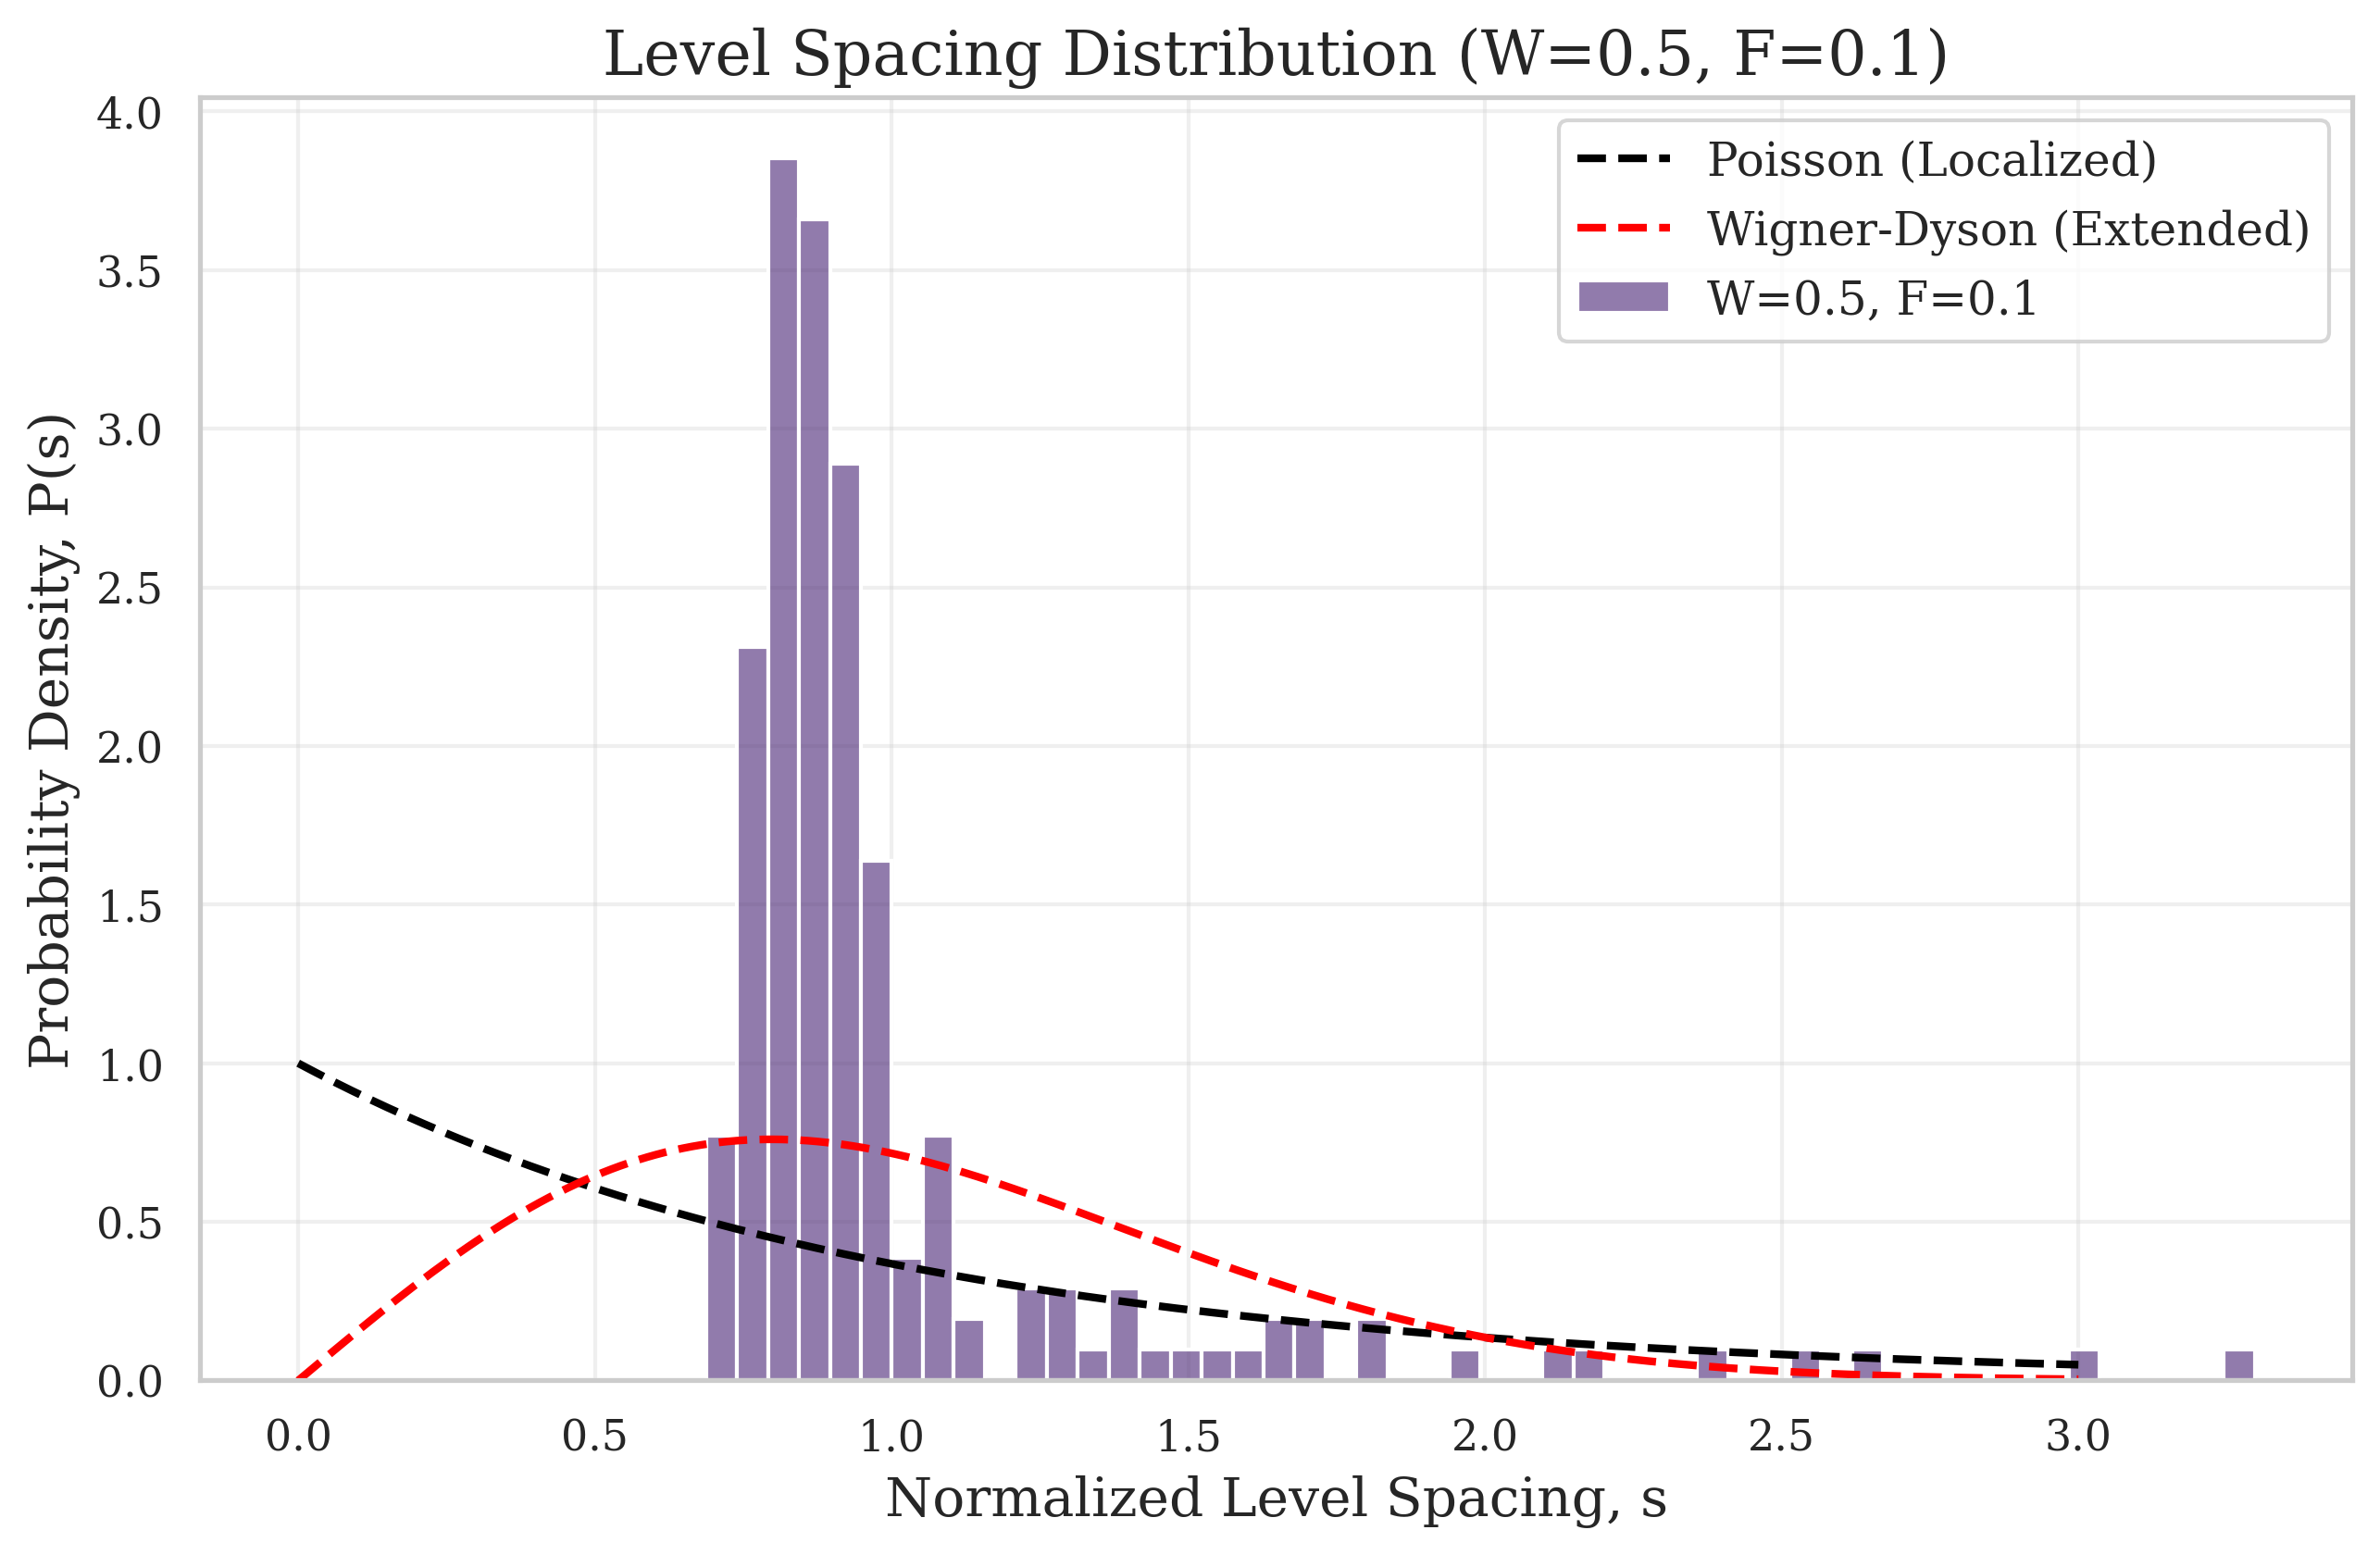 Level Spacing Distribution (W=0.5, F=0.1)
Poisson (Localized)
Wigner-Dyson (Extended)
W=0.5, F=0.1
Probability Density, P(s)
4.0
3.5
3.0
2.5
2.0
1.5
1.0
0.5
0.0
0.0 0.5 1.0 1.5 2.0 2.5 3.0
Normalized Level Spacing, s